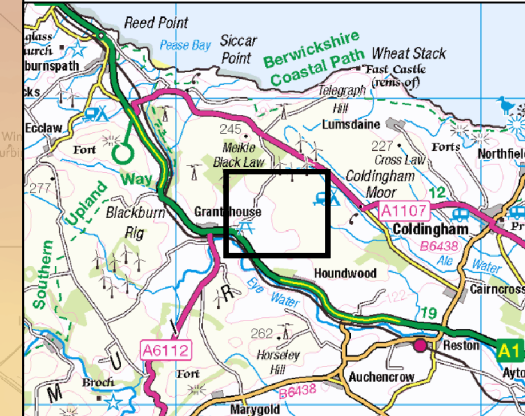 Reed Point
Pease Bay
Siccar
Point
Berwickshire
Coastal Path
Wheat Stack
Fast Castle
(rems of)
Telegraph
Hill
Lumsdaine
burnspath
Ecclaw
Fort
245
Meikle
Black Law
227
Cross Law
Forts
Northfield
277
Upland
Way
Coldingham
Moor
12
Blackburn
Rig
Grantshouse
A1107
Coldingham
B6438
Ale Water
Southern
Houndwood
Cairncross
Eye
Water
122
19
A6112
262
Horseley
Hill
Reston
A1
Ayto
M U I R
Broch
Fort
Auchencrow
B6438
Marygold